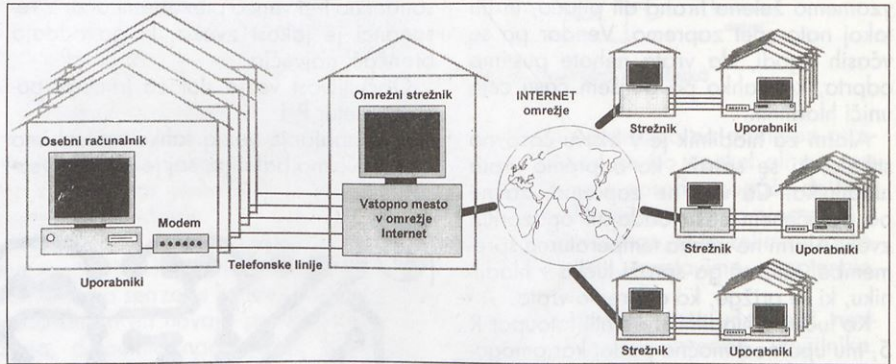 Osebni računalnik
Modem
Uporabniki
Telefonske linije
Omrežni strežnik
Vstopno mesto
v omrežje
Internet
INTERNET
omrežje
Strežnik
Uporabniki
Strežnik
Uporabniki
Strežnik
Uporabniki